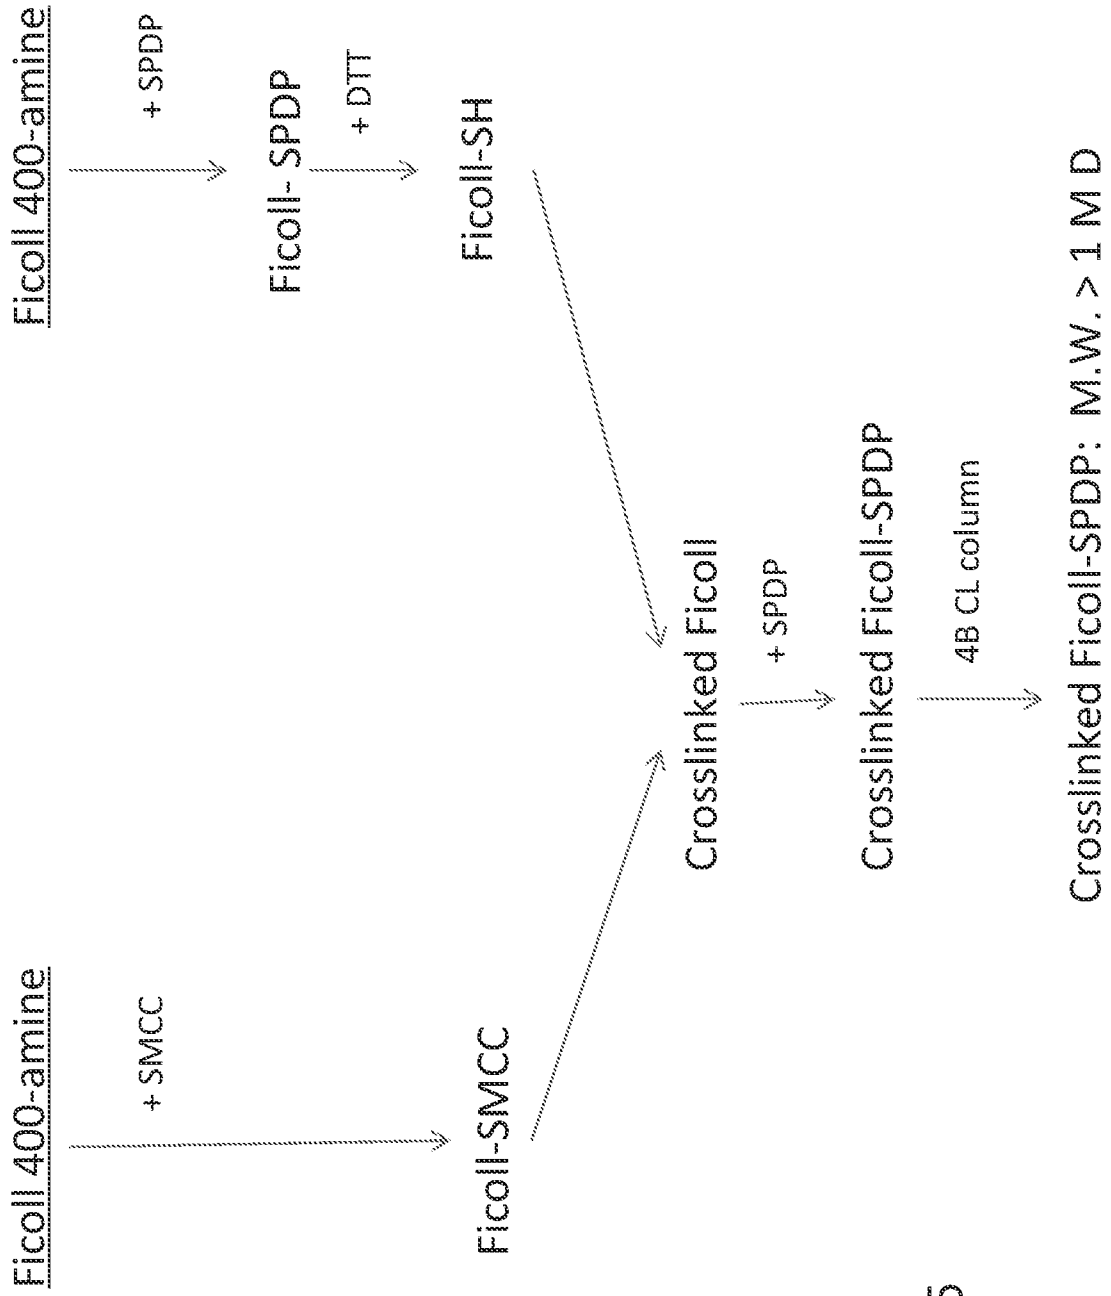 Ficoll 400-amine
Ficoll 400-amine
+ SMCC
+ SPDP
Ficoll- SPDP
+ DTT
Ficoll-SMCC
Ficoll-SH
Crosslinked Ficoll
+ SPDP
Crosslinked Ficoll-SPDP
4B CL column
Crosslinked Ficoll-SPDP: M.W. > 1 M D